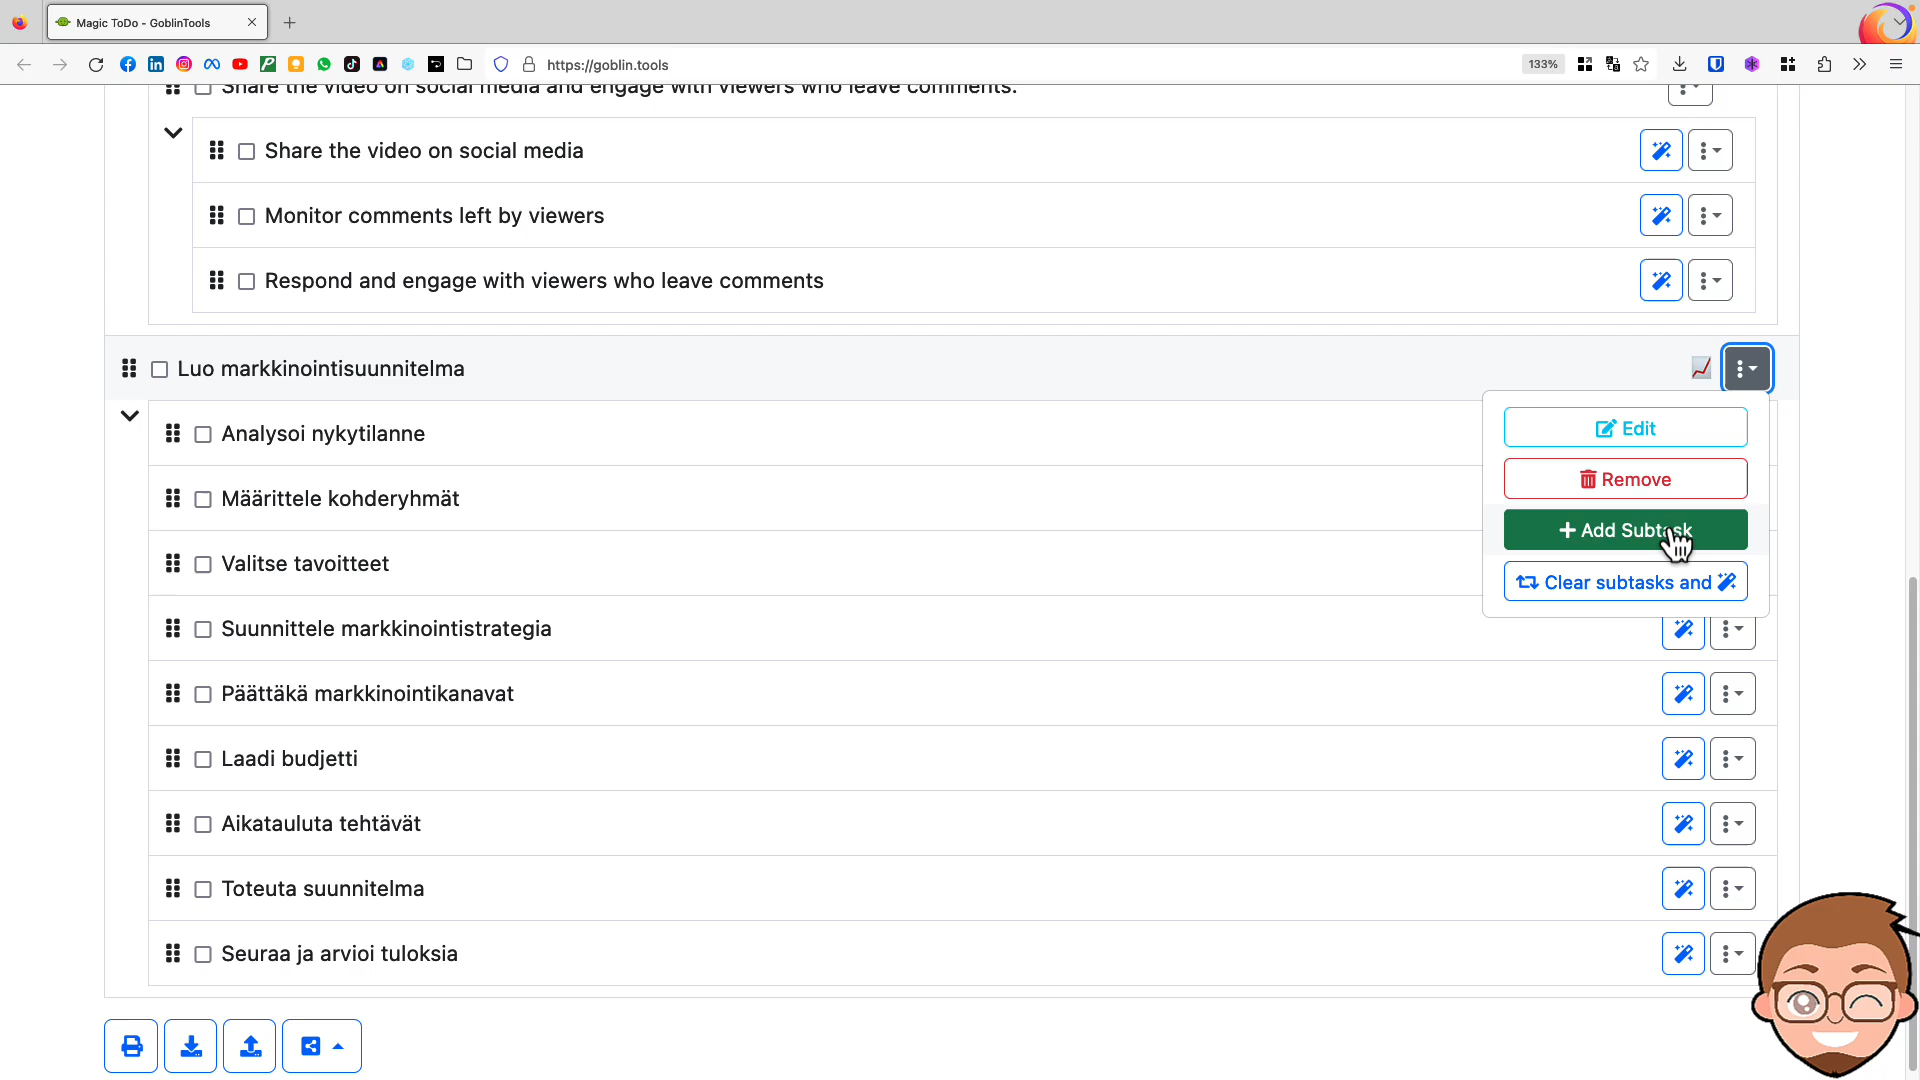 Magic ToDo - GoblinTools
https://goblin.tools
133%
Share the video on social media and engage with viewers who leave comments.
Share the video on social media
Monitor comments left by viewers
Respond and engage with viewers who leave comments
Luo markkinointisuunnitelma
Edit
Analysoi nykytilanne
Remove
Määrittele kohderyhmät
Add Subtask
Valitse tavoitteet
Clear subtasks and
Suunnittele markkinointistrategia
Päättäkä markkinointikanavat
Laadi budjetti
Aikatauluta tehtävät
Toteuta suunnitelma
Seuraa ja arvioi tuloksia